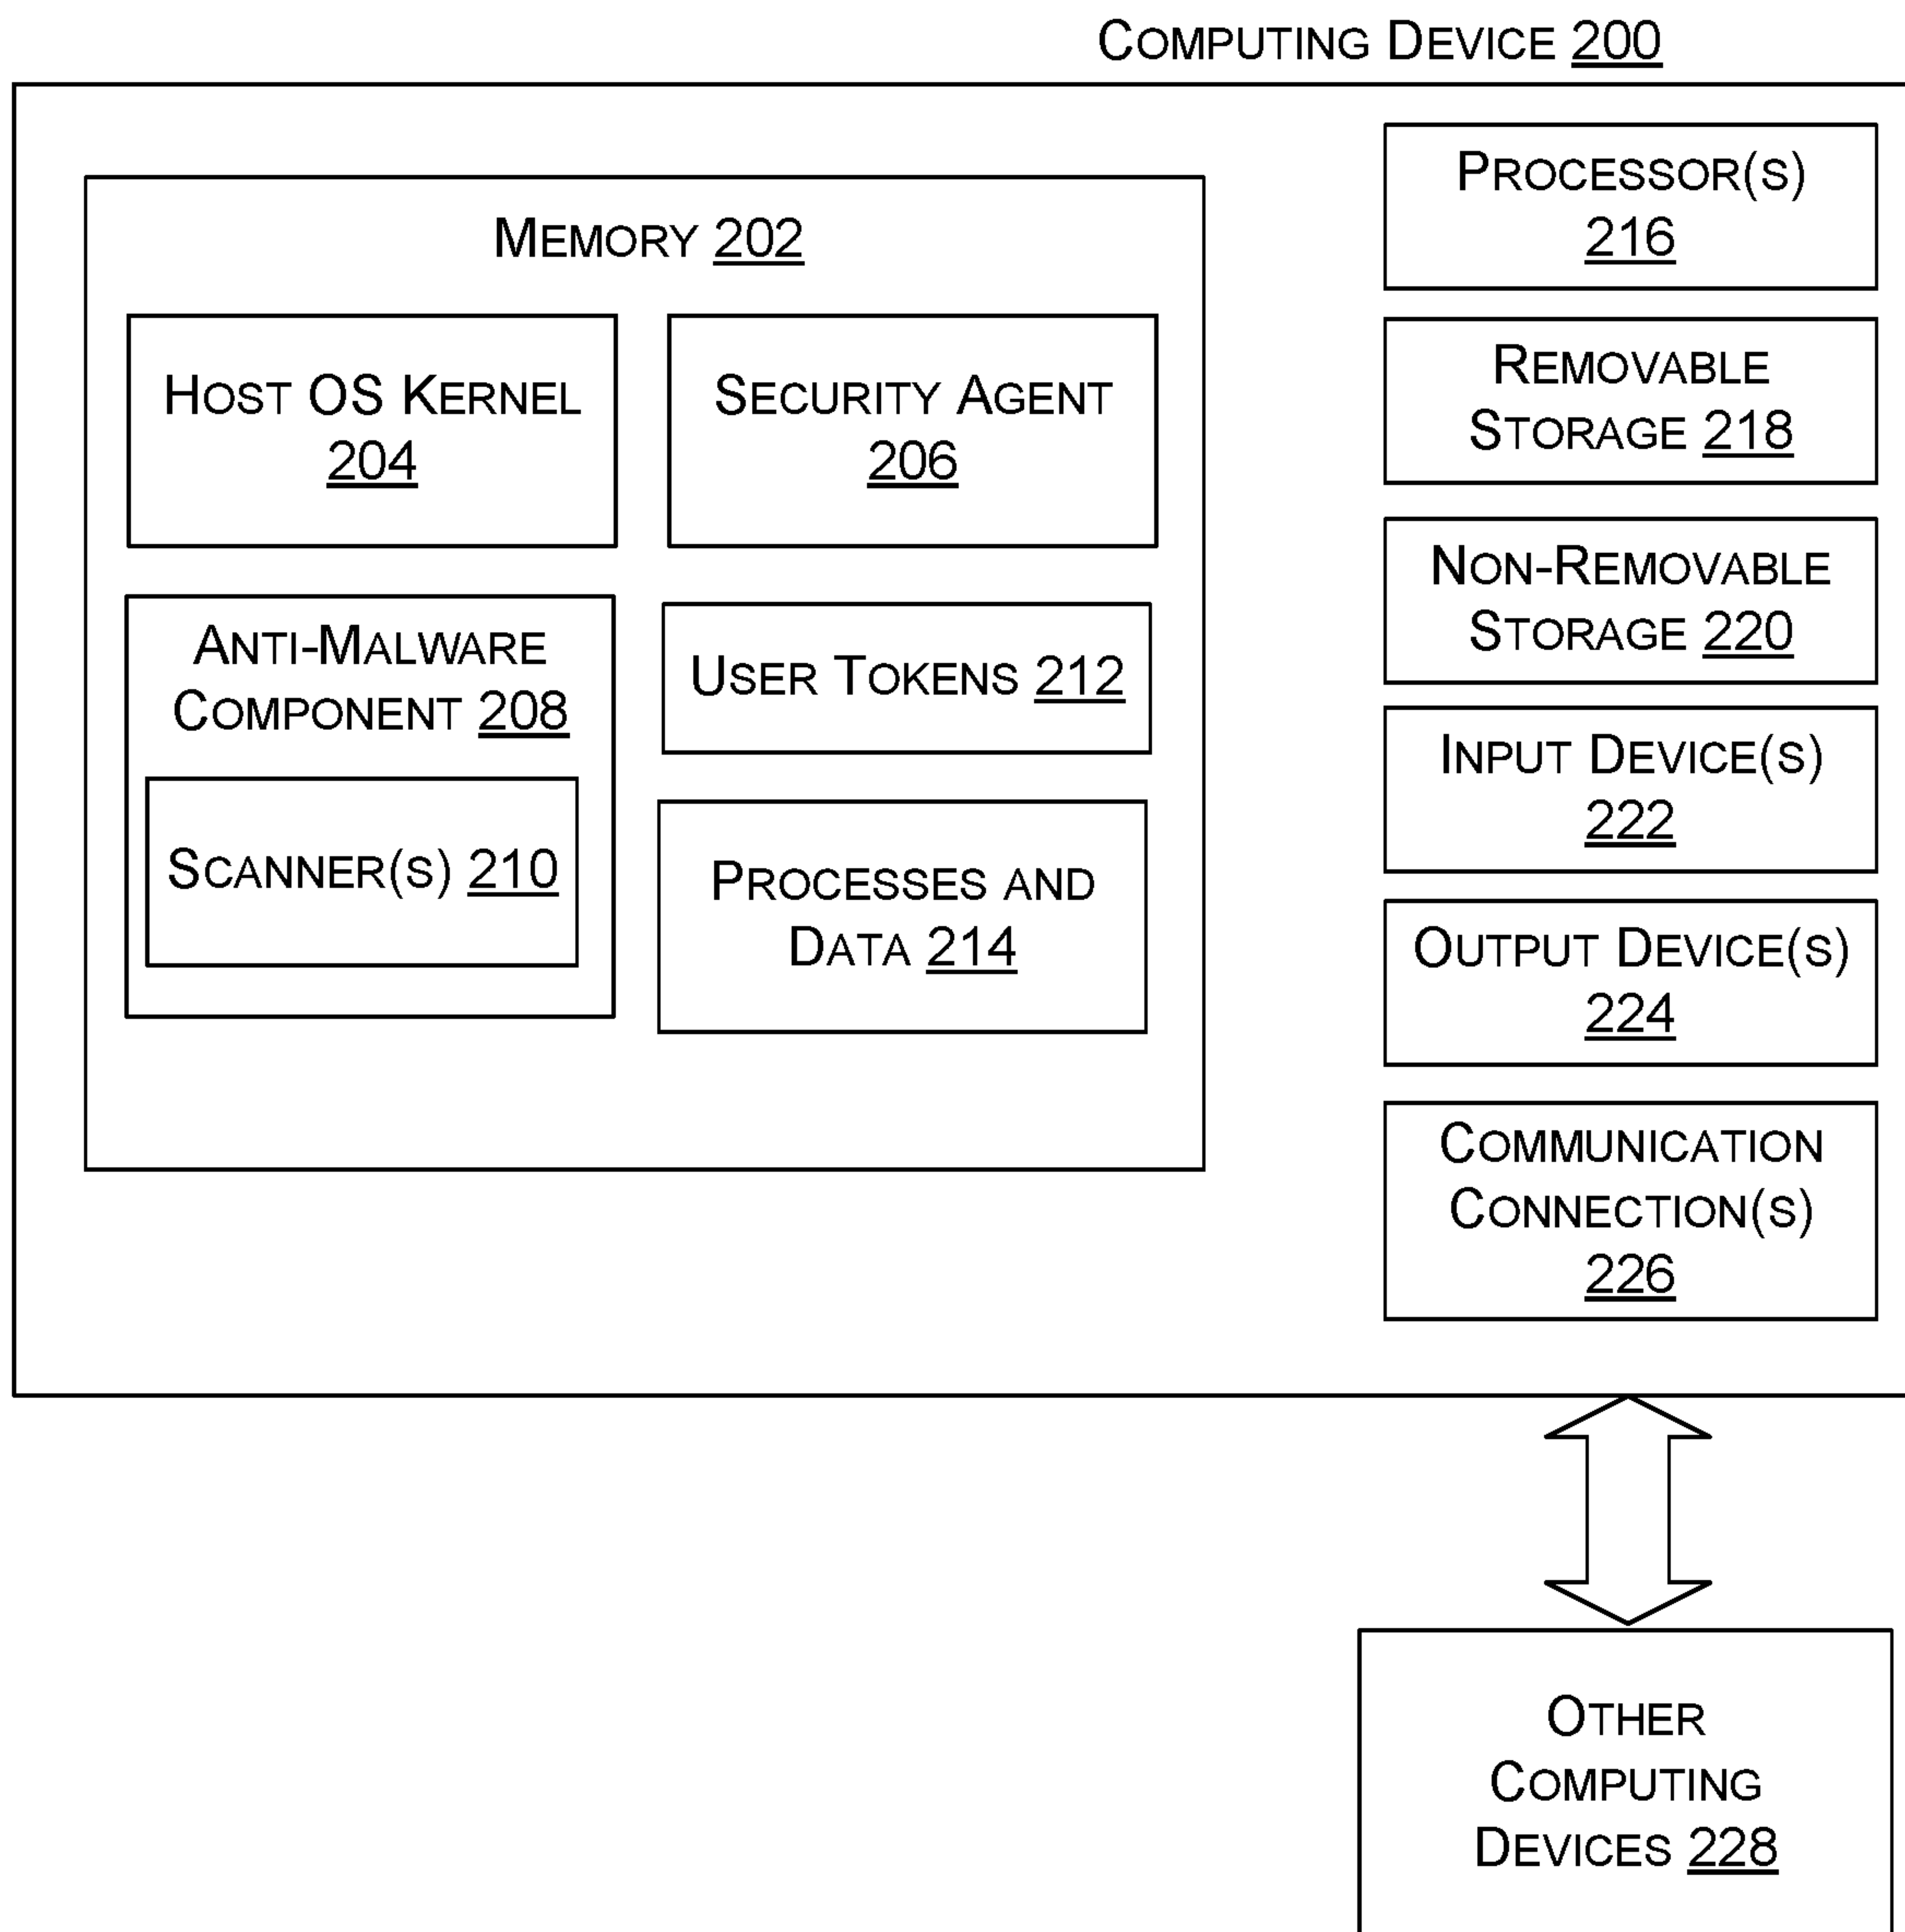 Computing Device 200
Memory 202
Host OS Kernel
204
Security Agent
206
Anti-Malware
Component 208
Scanner(s) 210
User Tokens 212
Processes and
Data 214
Processor(s)
216
Removable
Storage 218
Non-Removable
Storage 220
Input Device(s)
222
Output Device(s)
224
Communication
Connection(s)
226
Other
Computing
Devices 228